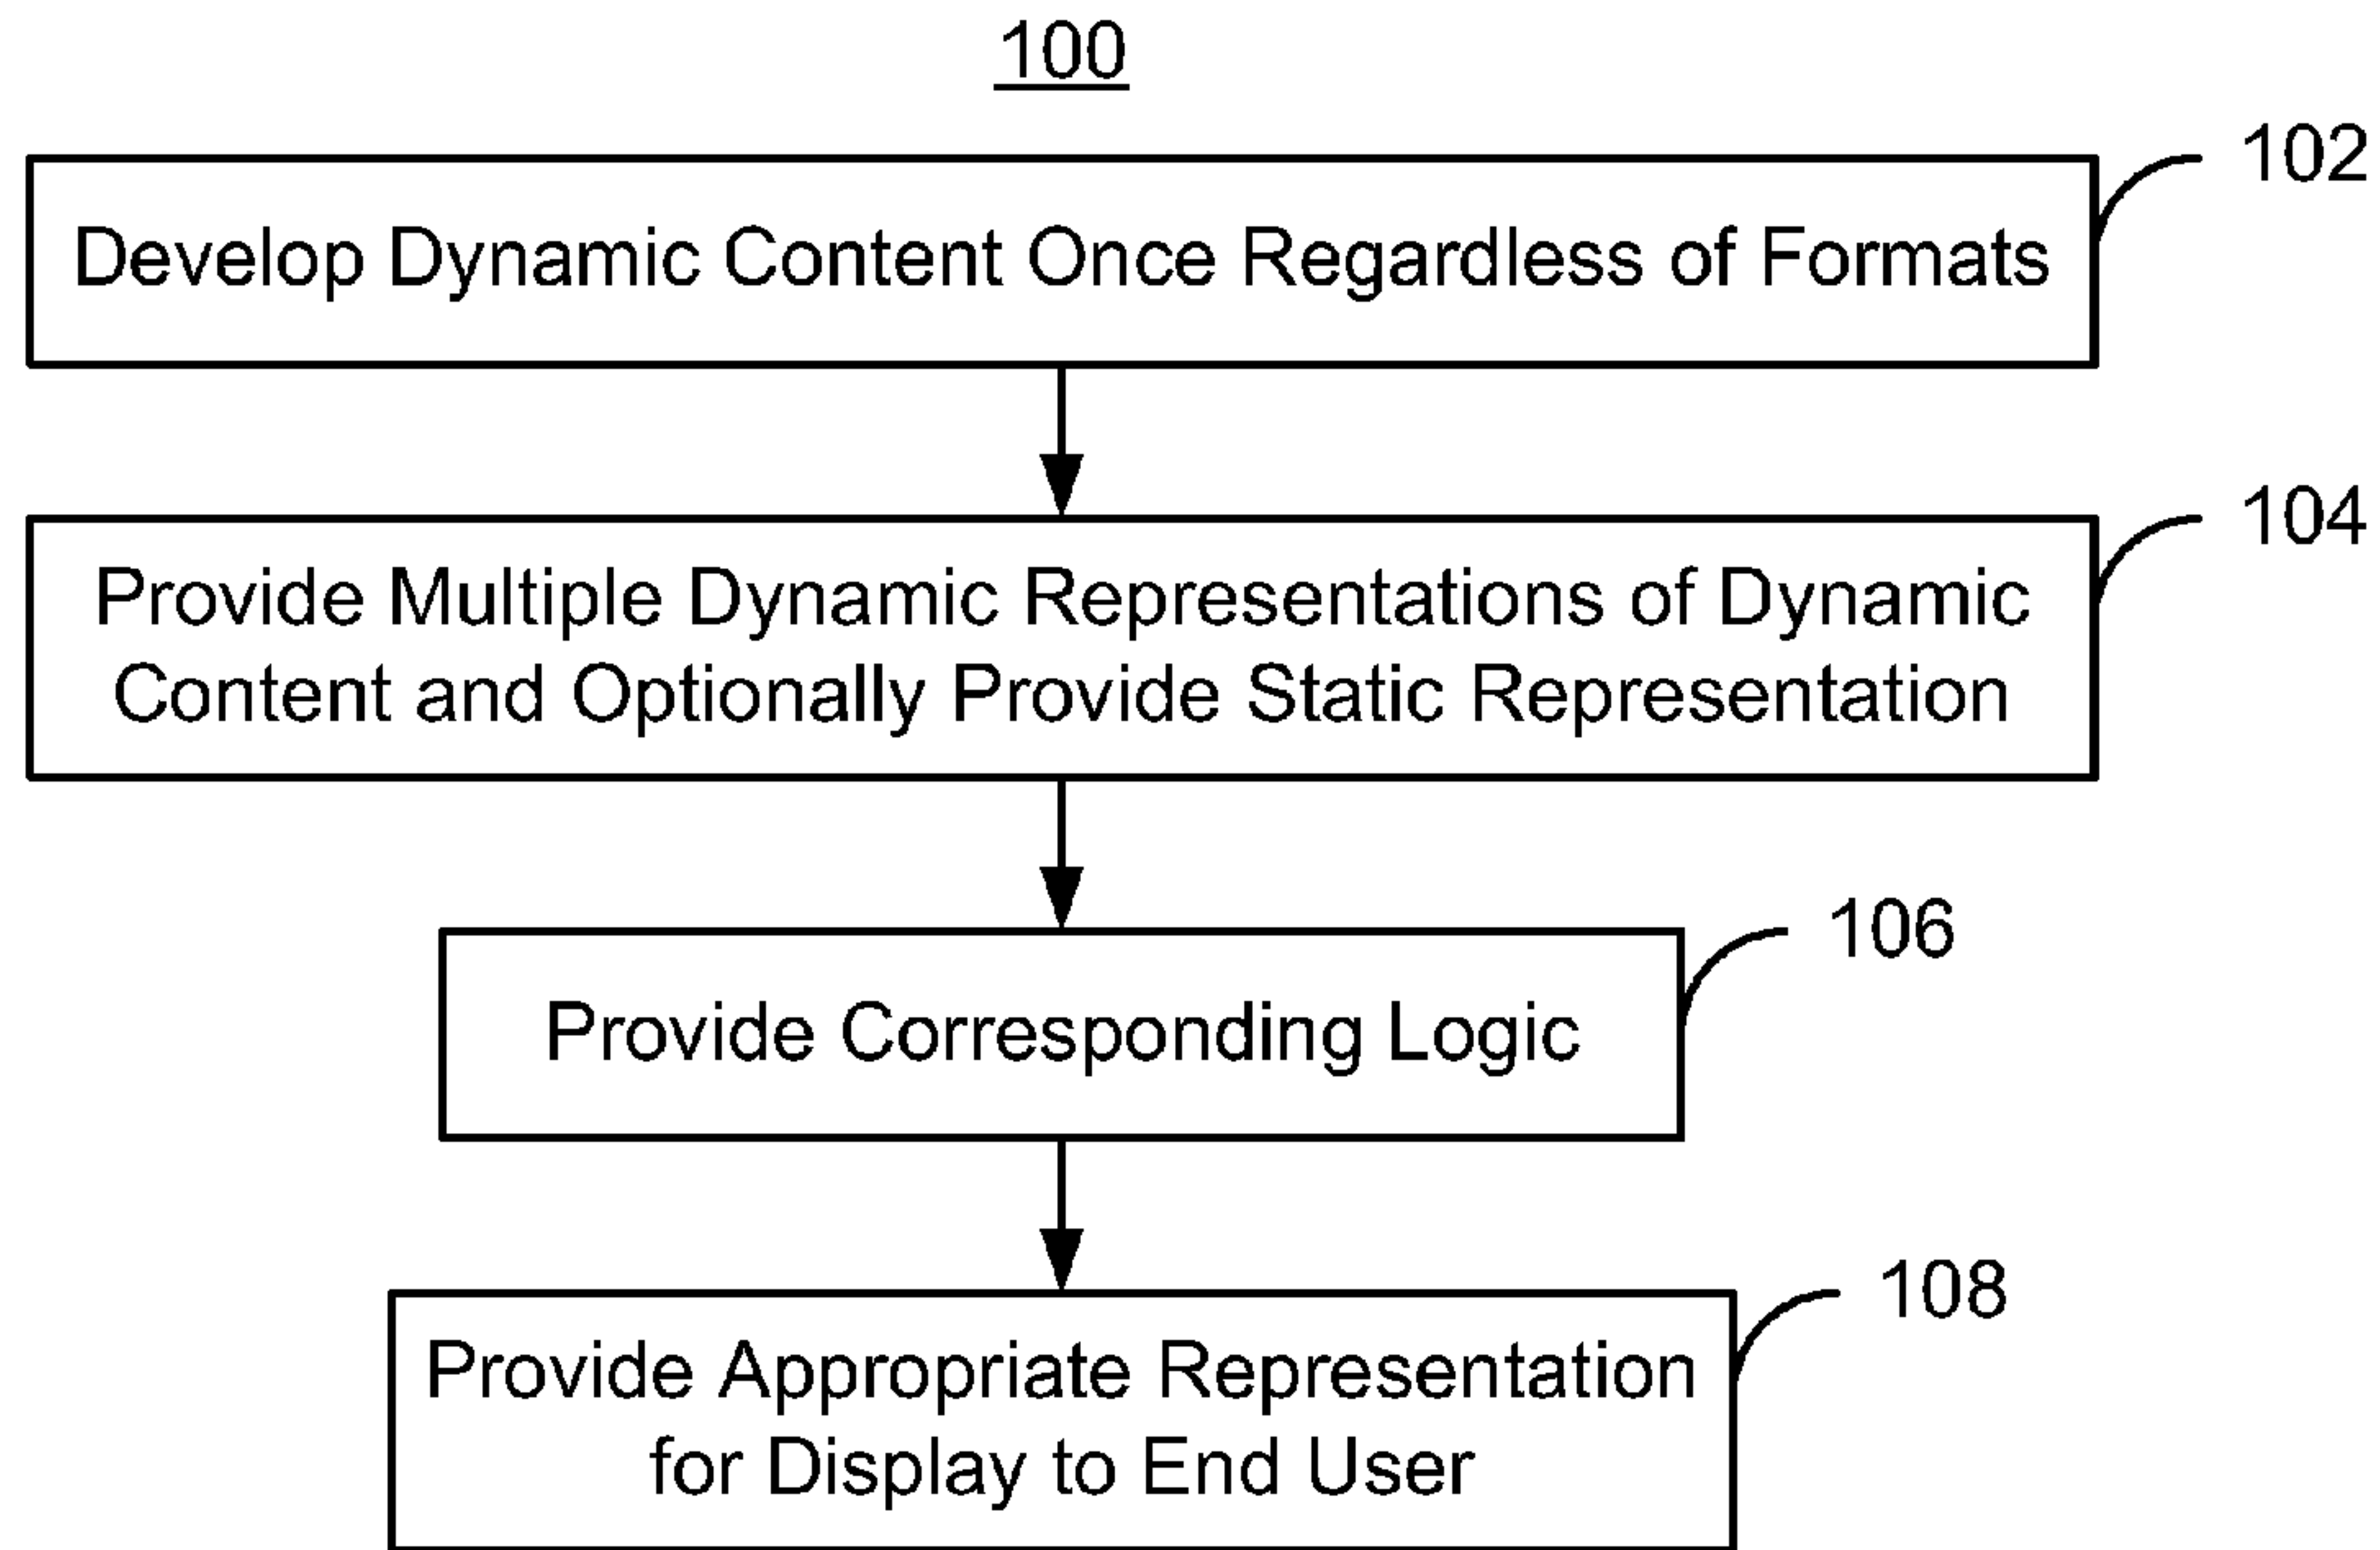 100
102
Develop Dynamic Content Once Regardless of Formats
104
Provide Multiple Dynamic Representations of Dynamic
Content and Optionally Provide Static Representation
106
Provide Corresponding Logic
108
Provide Appropriate Representation
for Display to End User